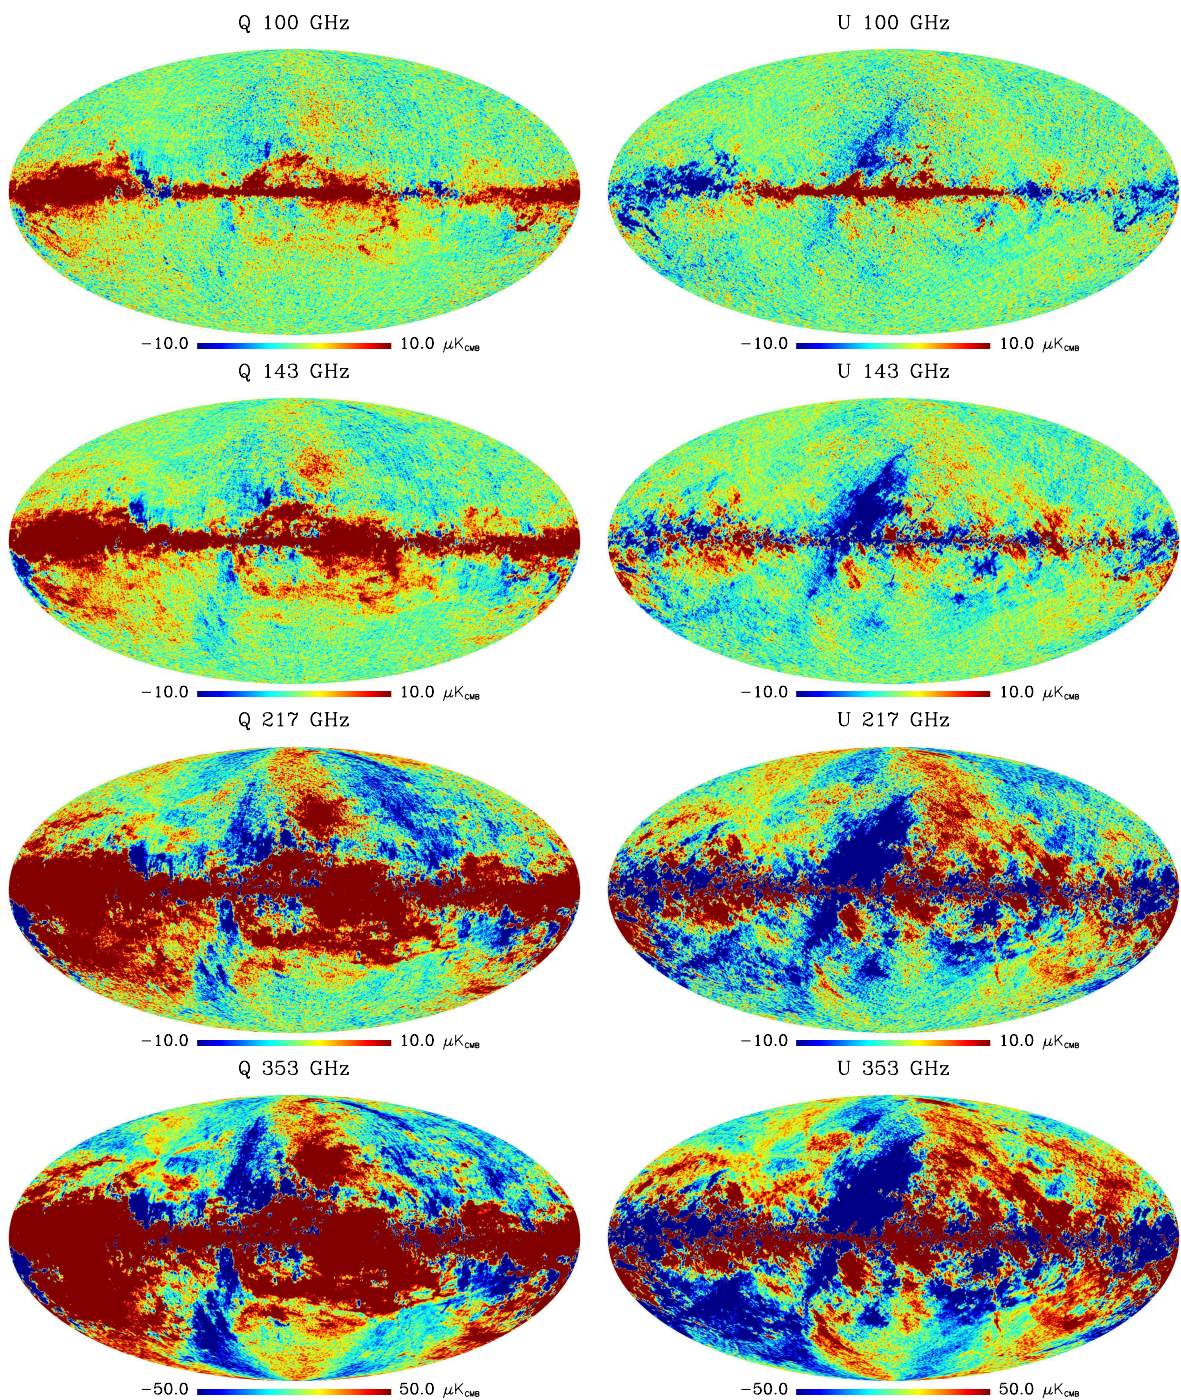 Q 100 GHz
U 100 GHz
−10.0 10.0 μK_CMB
−10.0 10.0 μK_CMB
Q 143 GHz
U 143 GHz
−10.0 10.0 μK_CMB
−10.0 10.0 μK_CMB
Q 217 GHz
U 217 GHz
−10.0 10.0 μK_CMB
−10.0 10.0 μK_CMB
Q 353 GHz
U 353 GHz
−50.0 50.0 μK_CMB
−50.0 50.0 μK_CMB